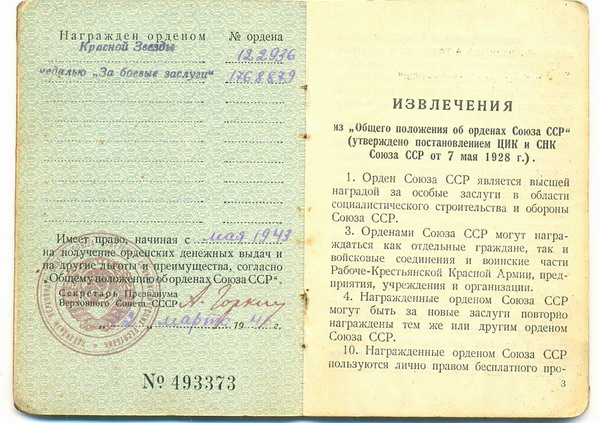 Награжден орденом № ордена
Красной Звезды 122936
медалью „За боевые заслуги“ 1768879
Имеет право, начиная с мая 1943
на получение орденских денежных выдач и
на другие льготы и преимущества, согласно
„Общему положению об орденах Союза ССР“
Секретарь Президиума
Верховного Совета СССР А. Горкин
марта 194 г.
№ 493373
ИЗВЛЕЧЕНИЯ
из „Общего положения об орденах Союза ССР“
(утверждено постановлением ЦИК и СНК
Союза ССР от 7 мая 1928 г.).
1. Орден Союза ССР является высшей
наградой за особые заслуги в области
социалистического строительства и обороны
Союза ССР.
3. Орденами Союза ССР могут на-
граждаться как отдельные граждане, так и
войсковые соединения и воинские части
Рабоче-Крестьянской Красной Армии, пред-
приятия, учреждения и организации.
4. Награжденные орденом Союза ССР
могут быть за новые заслуги повторно
награждены тем же или другим орденом
Союза ССР.
10. Награжденные орденом Союза ССР
пользуются лично правом бесплатного про-
3